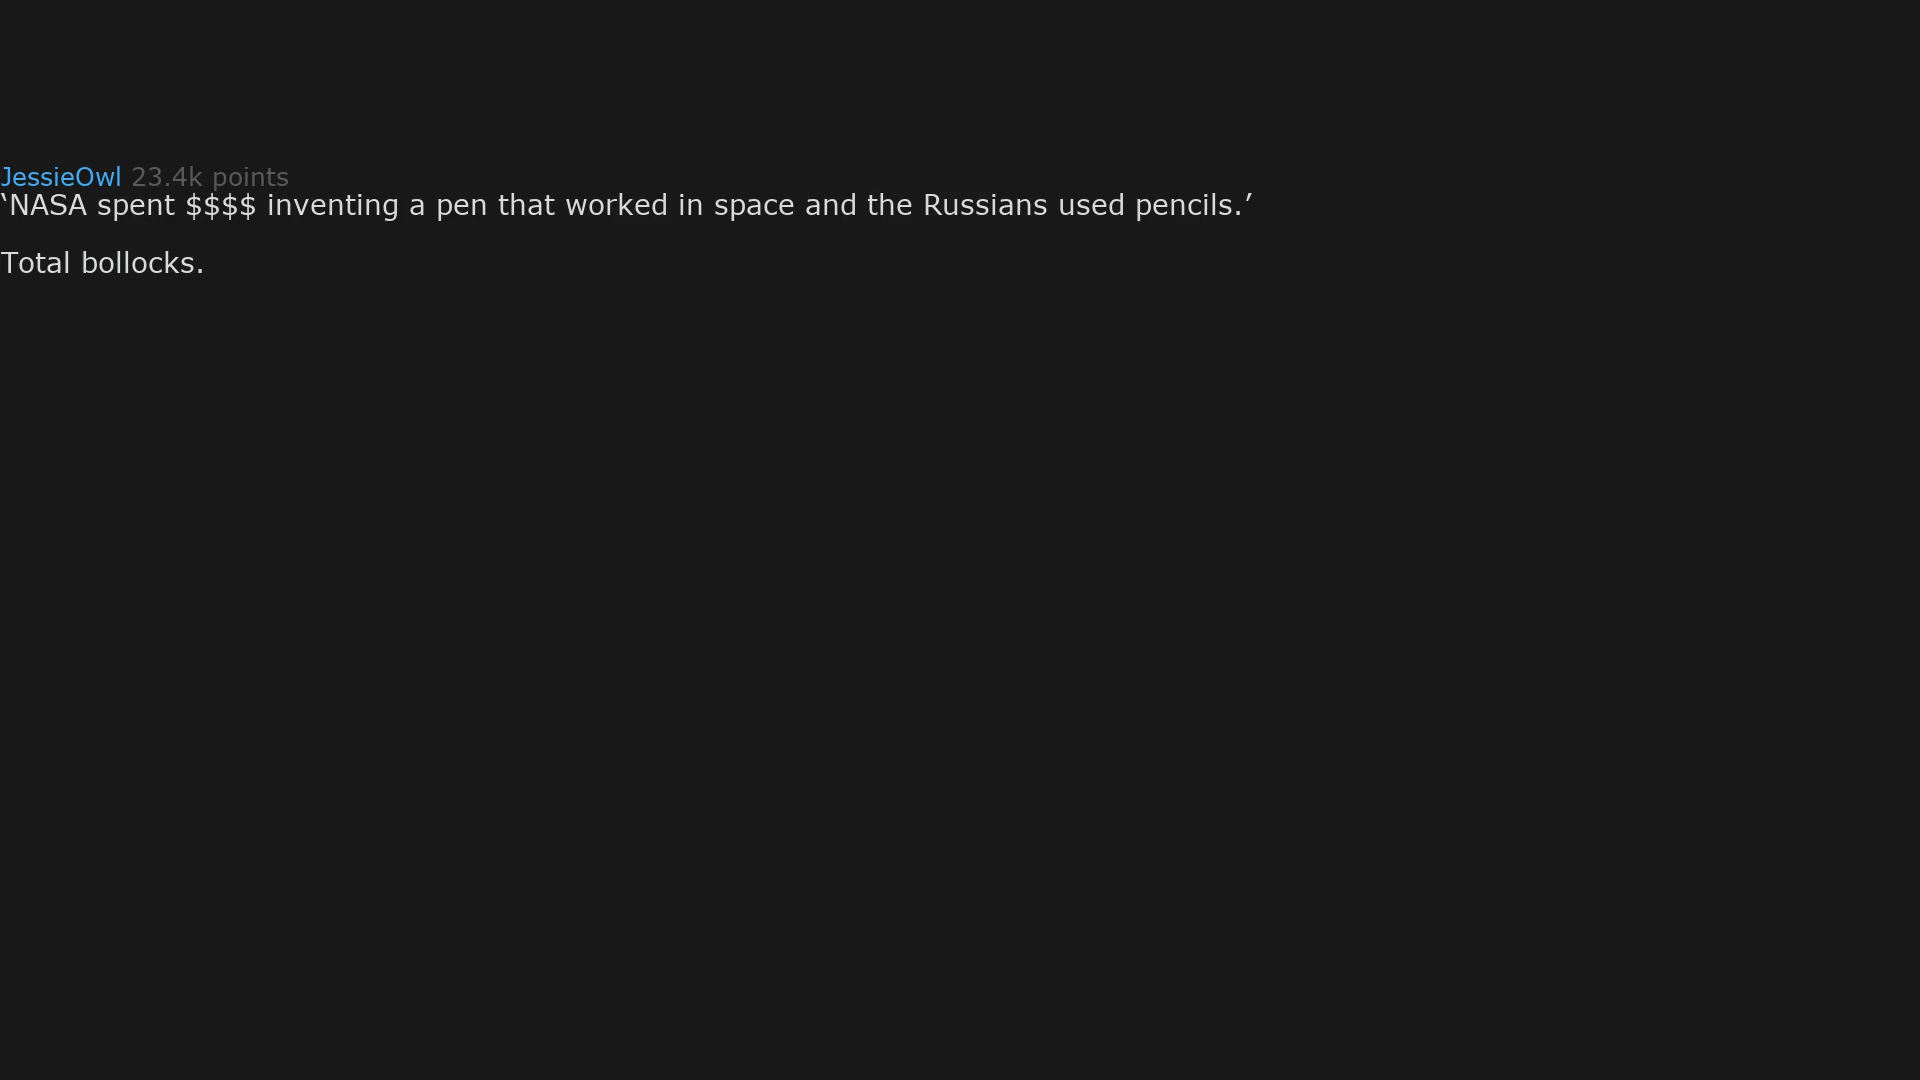 JessieOwl 23.4k points
‘NASA spent $$$$ inventing a pen that worked in space and the Russians used pencils.’
Total bollocks.